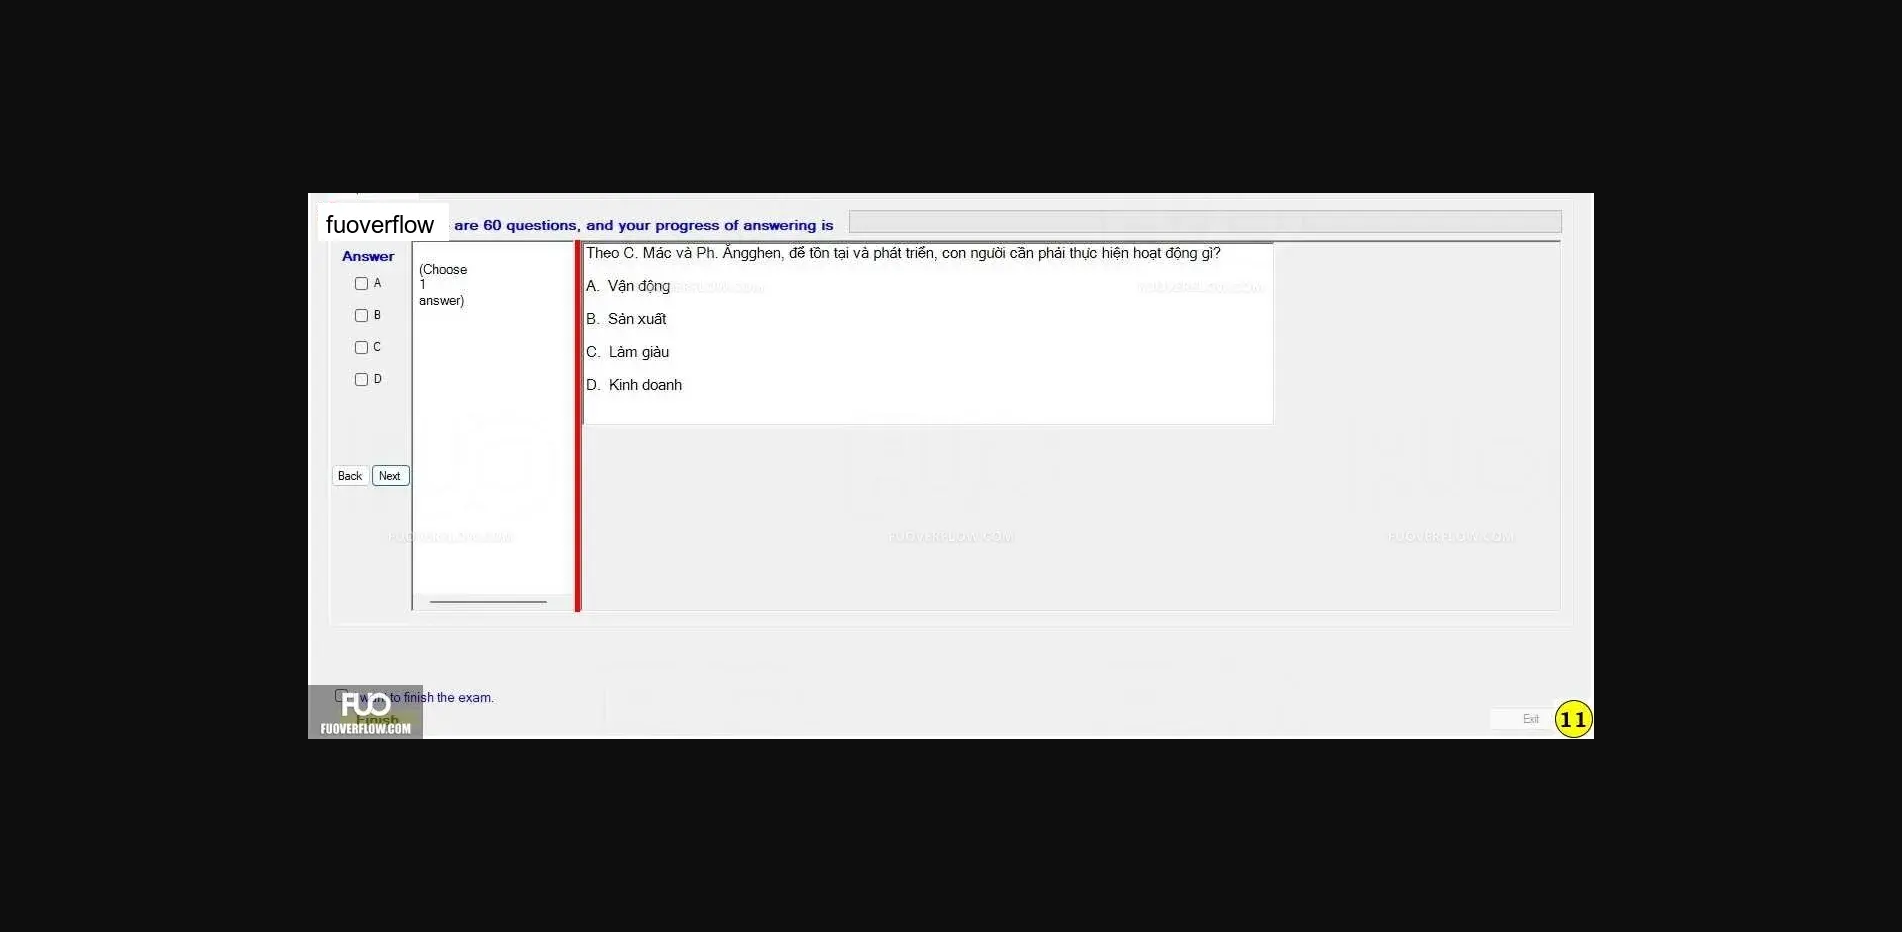 fuoverflow
are 60 questions, and your progress of answering is
Answer
A
B
C
D
(Choose
1
answer)
Theo C. Mác và Ph. Ăngghen, để tồn tại và phát triển, con người cần phải thực hiện hoạt động gì?
A. Vận động
B. Sản xuất
C. Làm giàu
D. Kinh doanh
Back
Next
FUOVERFLOW.COM
FUOVERFLOW.COM
FUOVERFLOW.COM
FUOVERFLOW.COM
want to finish the exam.
Finish
FUO
FUOVERFLOW.COM
Exit
11